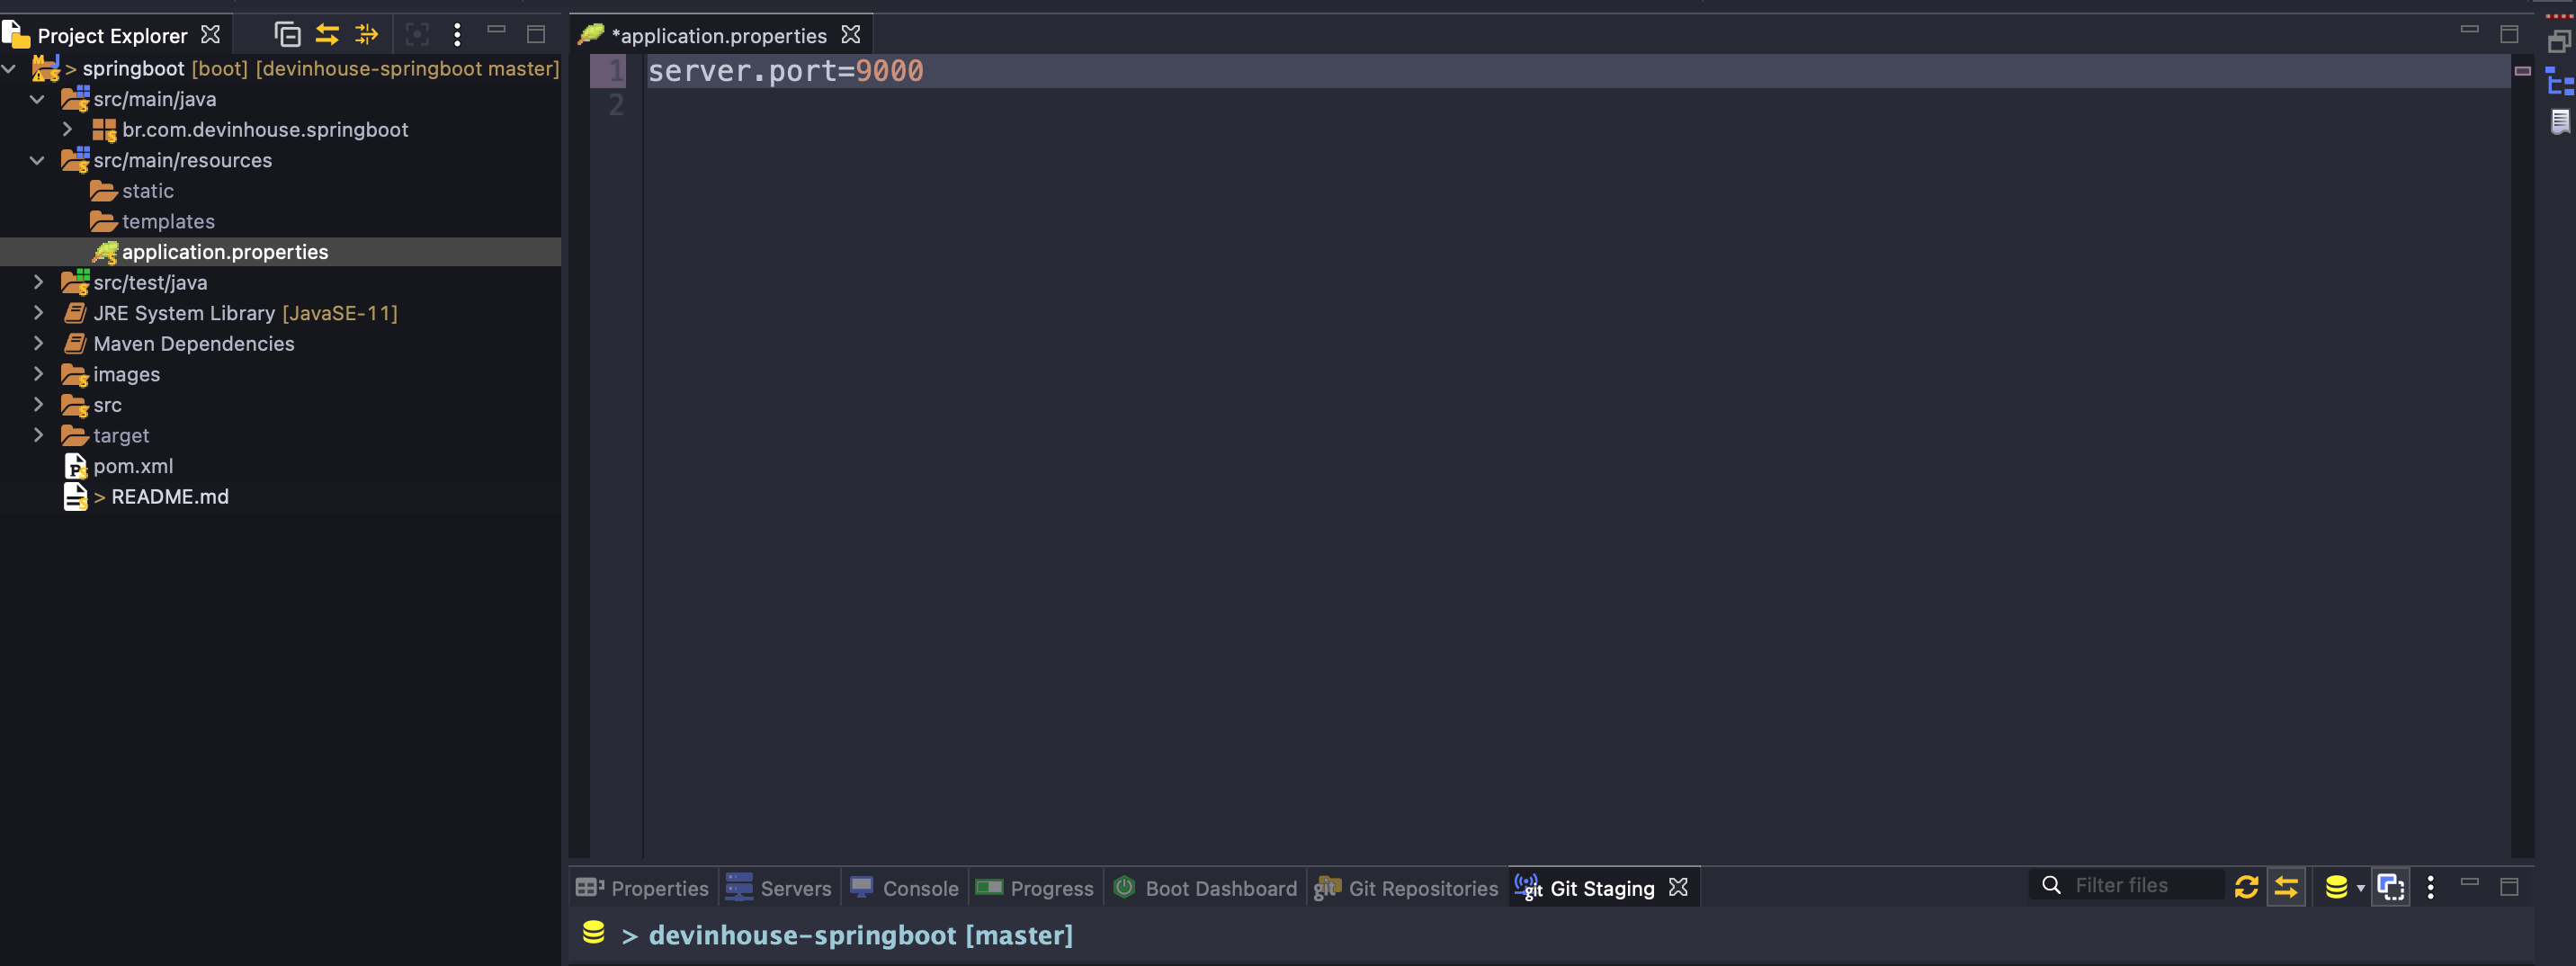 Project Explorer
> springboot [boot] [devinhouse-springboot master]
src/main/java
br.com.devinhouse.springboot
src/main/resources
static
templates
application.properties
src/test/java
JRE System Library [JavaSE-11]
Maven Dependencies
images
src
target
pom.xml
> README.md
*application.properties
1 server.port=9000
2
Properties Servers Console Progress Boot Dashboard git Git Repositories git Git Staging Filter files
> devinhouse-springboot [master]